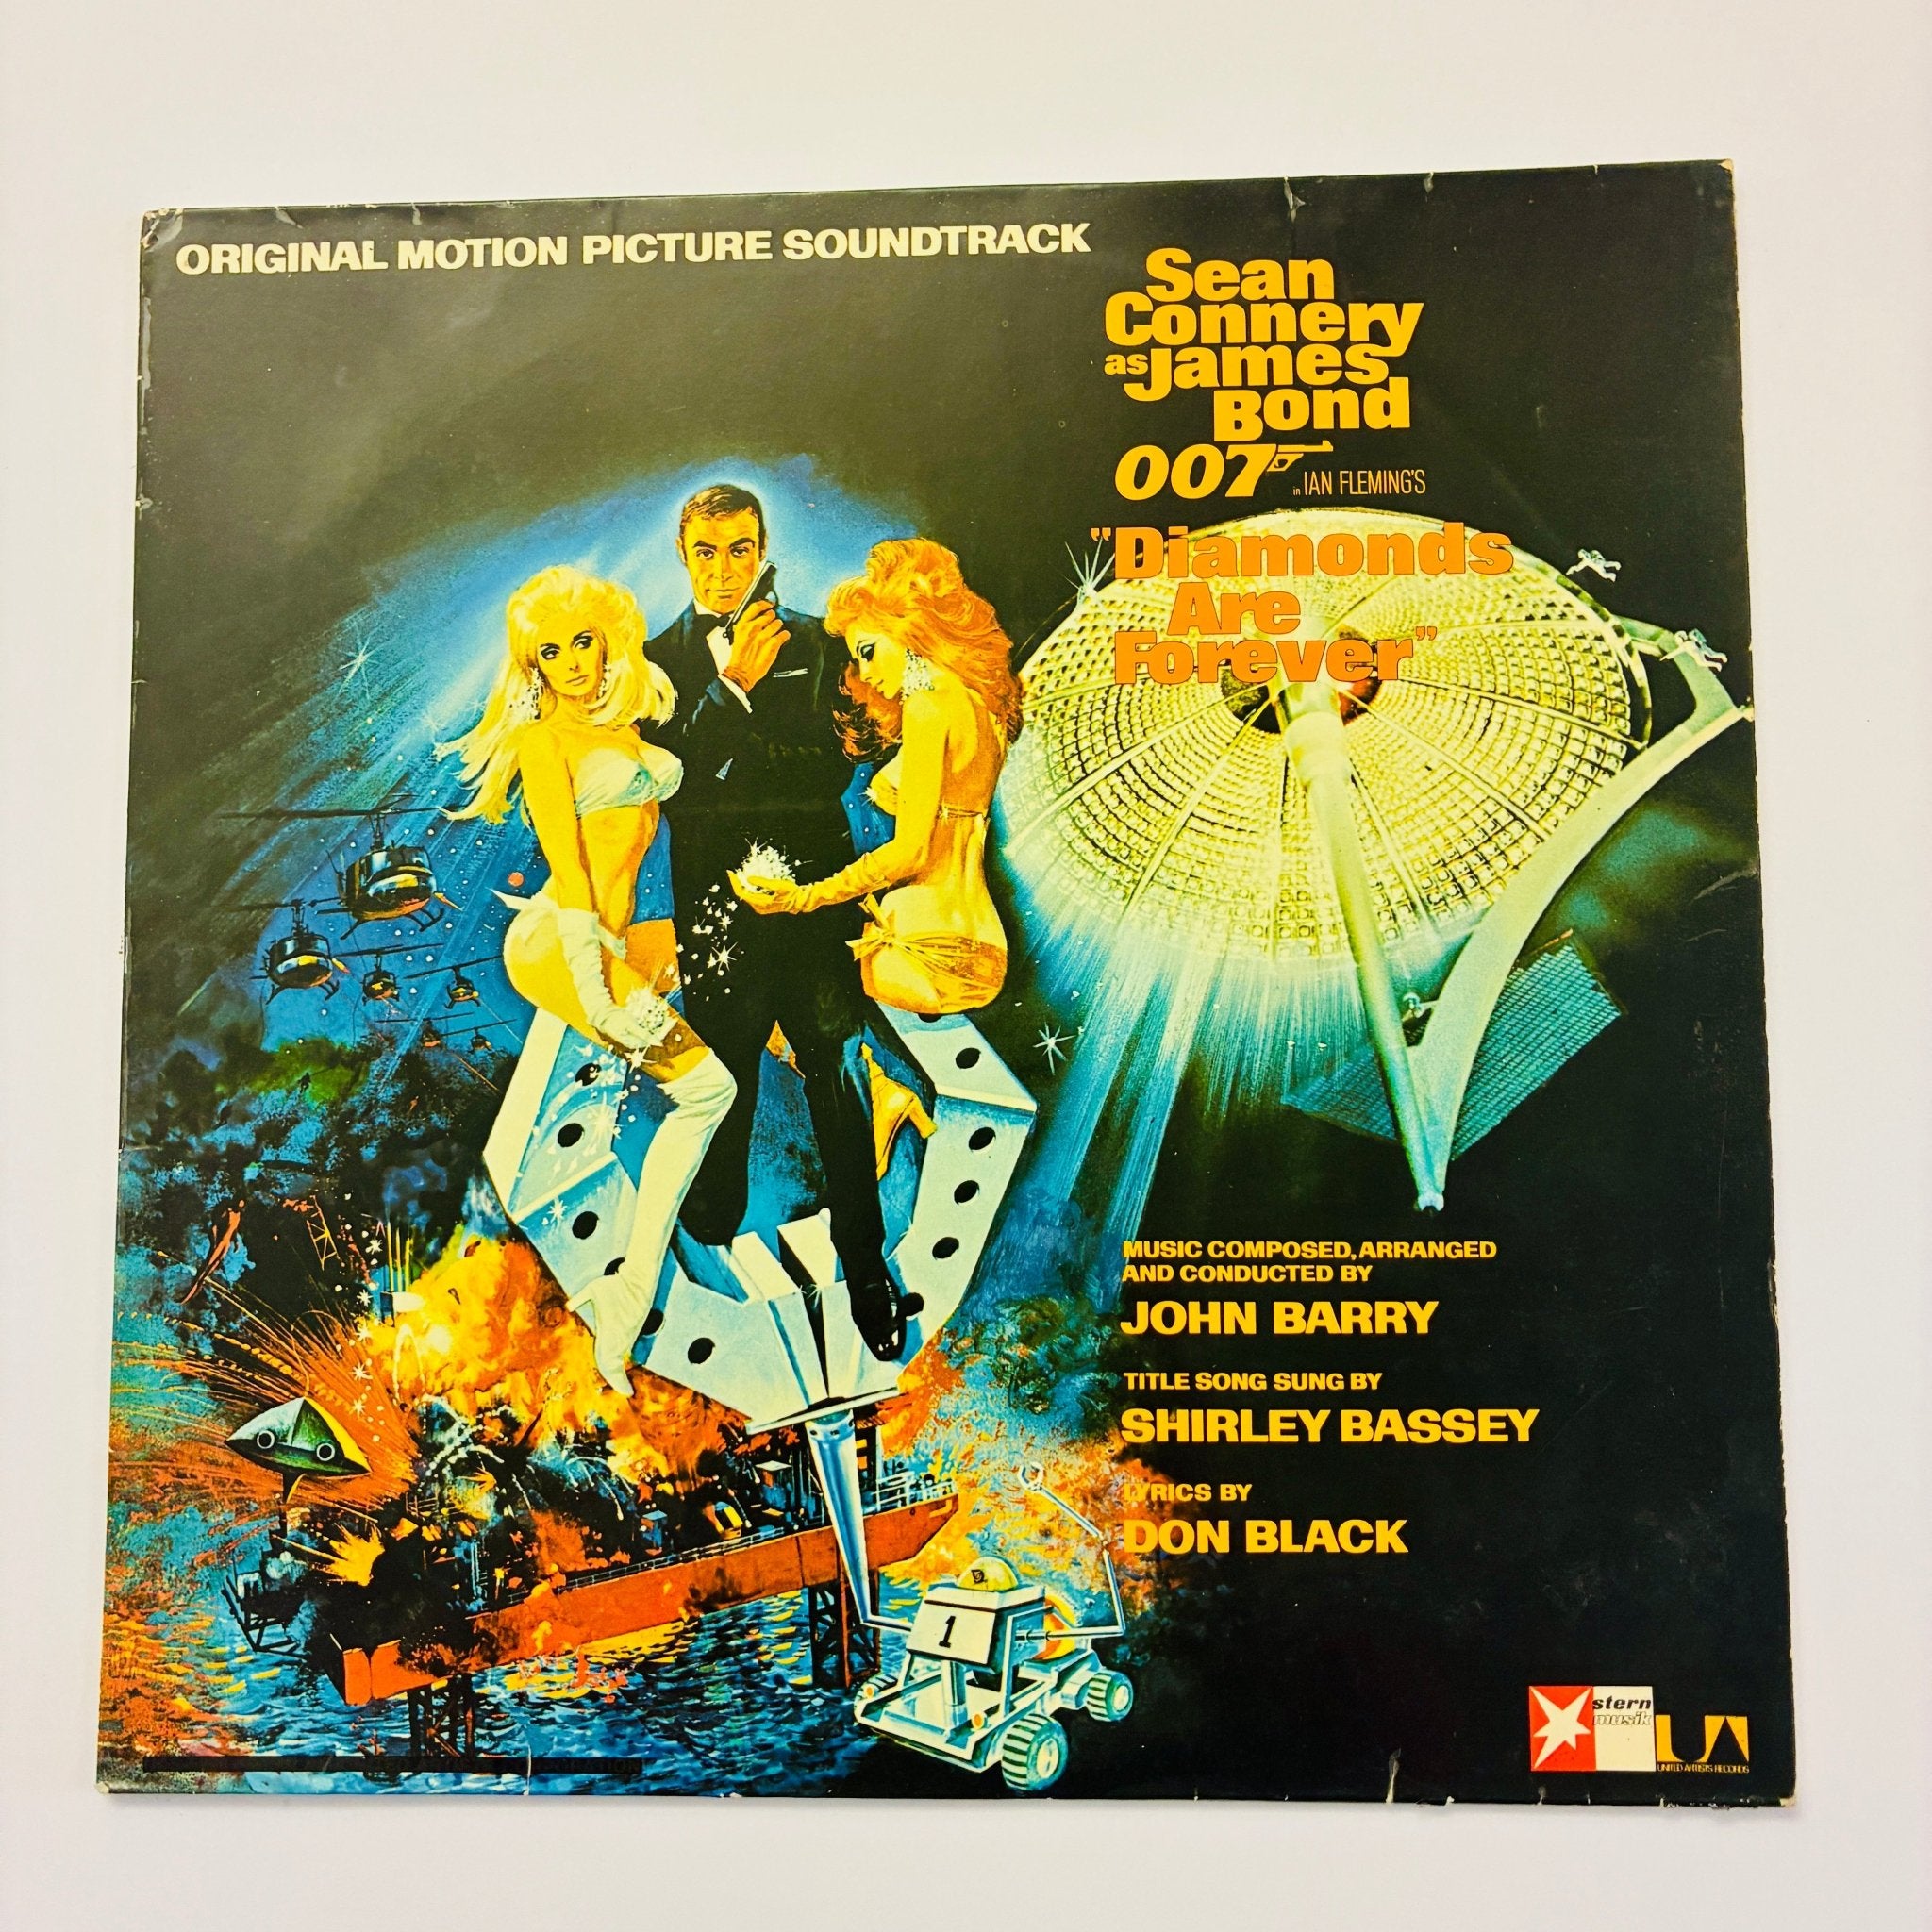 ORIGINAL MOTION PICTURE SOUNDTRACK
Sean
Connery
as James
Bond
007
in IAN FLEMING'S
"Diamonds
Are
Forever"
MUSIC COMPOSED, ARRANGED
AND CONDUCTED BY
JOHN BARRY
TITLE SONG SUNG BY
SHIRLEY BASSEY
LYRICS BY
DON BLACK
1
stern
musik
UA
UNITED ARTISTS RECORDS